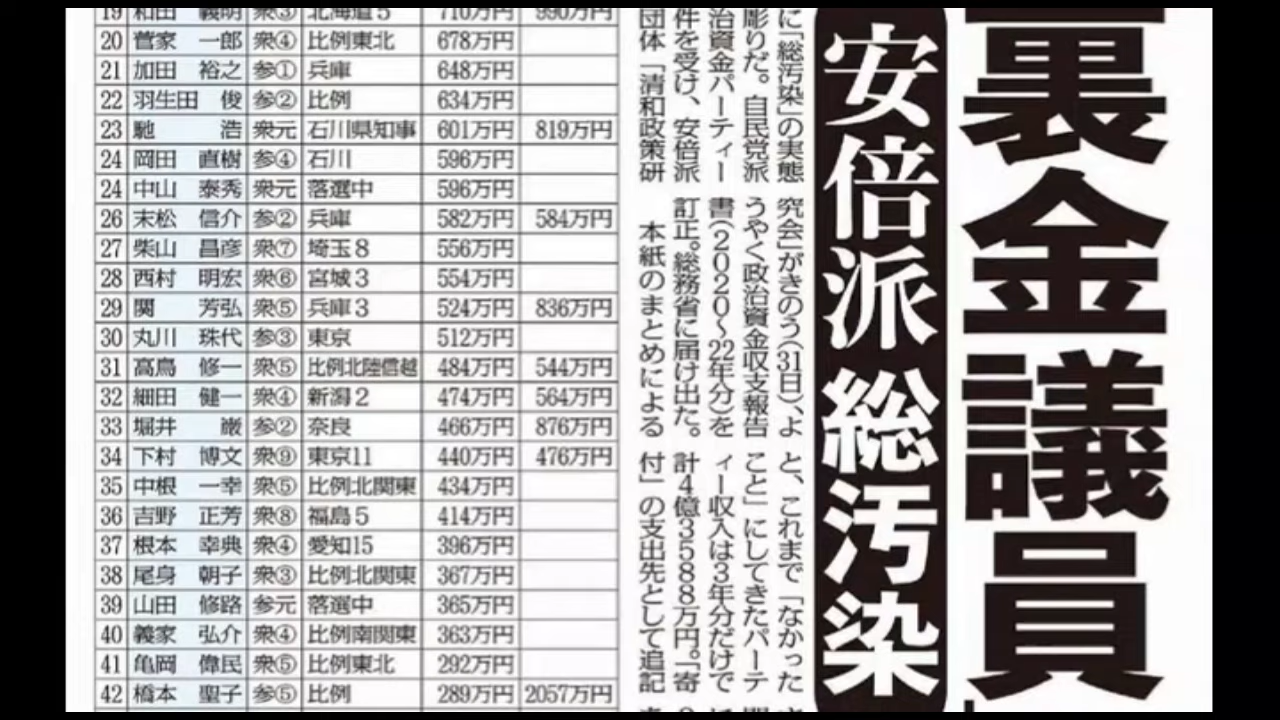 裏金議員
安倍派 総汚染
に「総汚染」の実態
彫りだ。自民党派
治資金パーティー
件を受け、安倍派
団体「清和政策研
究会」がきのう(31日)、よ
うやく政治資金収支報告
書(2020〜22年分)を
訂正。総務省に届け出た。
本紙のまとめによる
と、これまで「なかった
こと」にしてきたパーテ
ィー収入は3年分だけで
計4億3588万円。「寄
付」の支出先として追記
19 和田 義明 衆③ 北海道5 710万円 990万円
20 菅家 一郎 衆④ 比例東北 678万円
21 加田 裕之 参① 兵庫 648万円
22 羽生田 俊 参② 比例 634万円
23 馳 浩 衆元 石川県知事 601万円 819万円
24 岡田 直樹 参④ 石川 596万円
24 中山 泰秀 衆元 落選中 596万円
26 末松 信介 参② 兵庫 582万円 584万円
27 柴山 昌彦 衆⑦ 埼玉8 556万円
28 西村 明宏 衆⑥ 宮城3 554万円
29 関 芳弘 衆⑤ 兵庫3 524万円 836万円
30 丸川 珠代 参③ 東京 512万円
31 高鳥 修一 衆⑤ 比例北陸信越 484万円 544万円
32 細田 健一 衆④ 新潟2 474万円 564万円
33 堀井 巌 参② 奈良 466万円 876万円
34 下村 博文 衆⑨ 東京11 440万円 476万円
35 中根 一幸 衆⑤ 比例北関東 434万円
36 吉野 正芳 衆⑧ 福島5 414万円
37 根本 幸典 衆④ 愛知15 396万円
38 尾身 朝子 衆③ 比例北関東 367万円
39 山田 修路 参元 落選中 365万円
40 義家 弘介 衆④ 比例南関東 363万円
41 亀岡 偉民 衆⑤ 比例東北 292万円
42 橋本 聖子 参⑤ 比例 289万円 2057万円